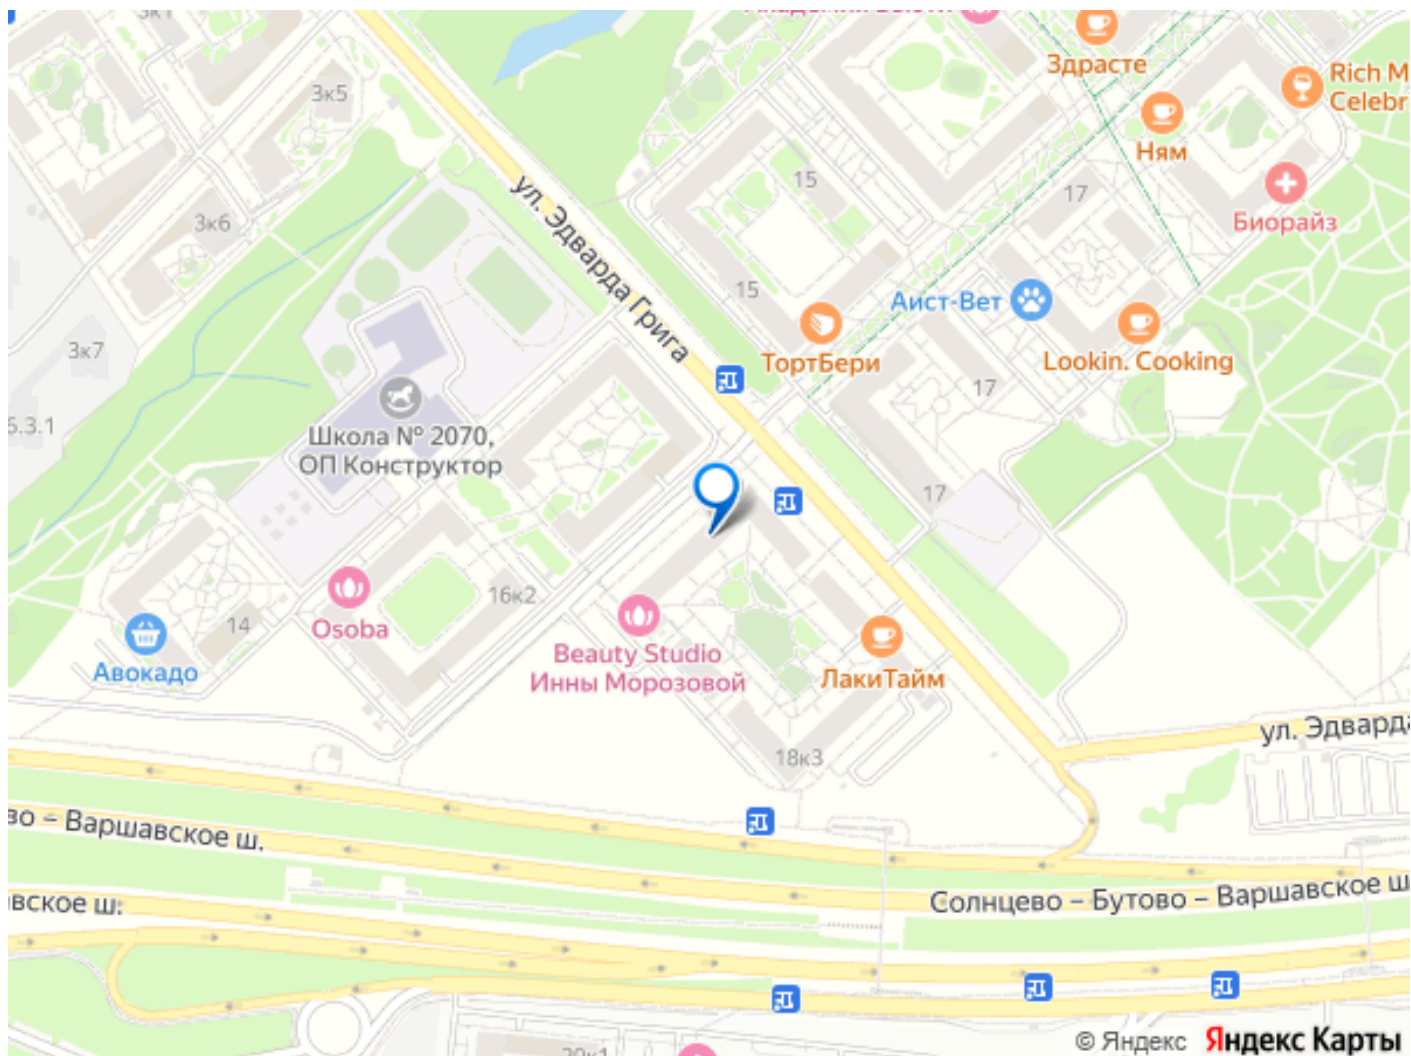 3к1
3к5
Здрасте
Rich M
Celebr
Ням
15
17
3к6
ул. Эдварда Грига
Биорайз
15
Аист-Вет
3к7
ТортБери
Lookin. Cooking
17
5.3.1
Школа № 2070,
ОП Конструктор
17
16к2
14
Osoba
Авокадо
Beauty Studio
Инны Морозовой
ЛакиТайм
18к3
ул. Эдварда
во – Варшавское ш.
Солнцево – Бутово – Варшавское ш
авское ш.
© Яндекс Яндекс Карты